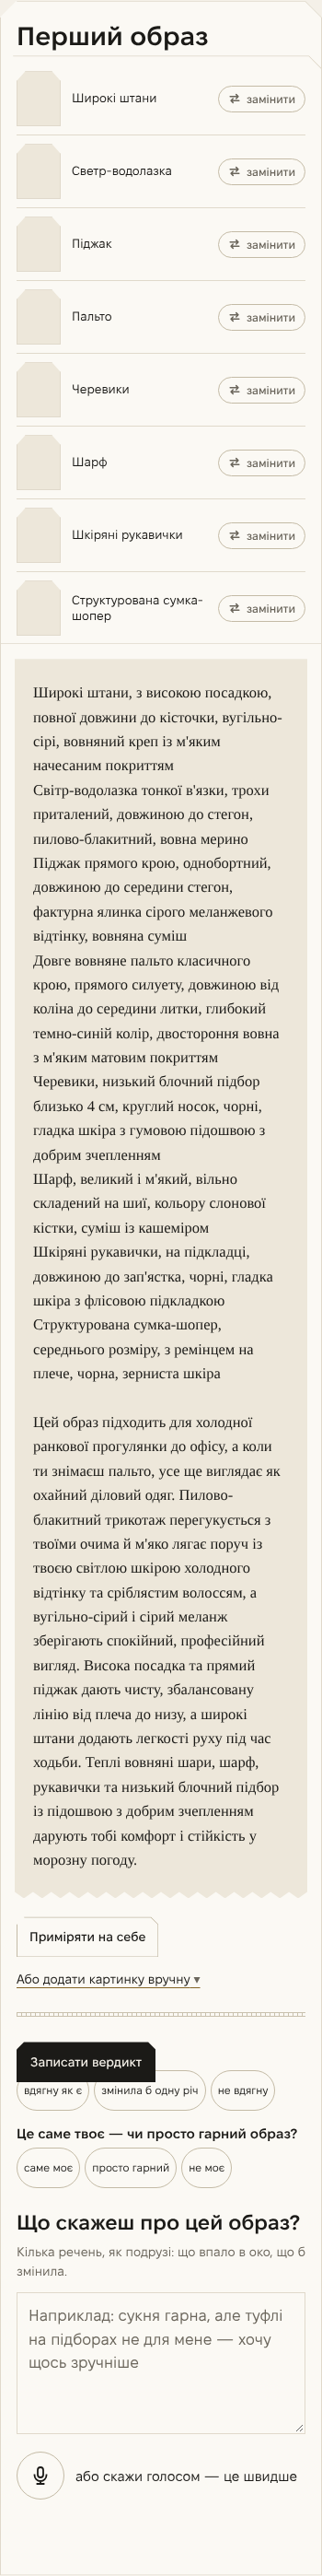 Перший образ
Широкі штани
замінити
Светр-водолазка
замінити
Піджак
замінити
Пальто
замінити
Черевики
замінити
Шарф
замінити
Шкіряні рукавички
замінити
Структурована сумка-
шопер
замінити
Широкі штани, з високою посадкою,
повної довжини до кісточки, вугільно-
сірі, вовняний креп із м'яким
начесаним покриттям
Світр-водолазка тонкої в'язки, трохи
приталений, довжиною до стегон,
пилово-блакитний, вовна мерино
Піджак прямого крою, однобортний,
довжиною до середини стегон,
фактурна ялинка сірого меланжевого
відтінку, вовняна суміш
Довге вовняне пальто класичного
крою, прямого силуету, довжиною від
коліна до середини литки, глибокий
темно-синій колір, двостороння вовна
з м'яким матовим покриттям
Черевики, низький блочний підбор
близько 4 см, круглий носок, чорні,
гладка шкіра з гумовою підошвою з
добрим зчепленням
Шарф, великий і м'який, вільно
складений на шиї, кольору слонової
кістки, суміш із кашеміром
Шкіряні рукавички, на підкладці,
довжиною до зап'ястка, чорні, гладка
шкіра з флісовою підкладкою
Структурована сумка-шопер,
середнього розміру, з ремінцем на
плече, чорна, зерниста шкіра
Цей образ підходить для холодної
ранкової прогулянки до офісу, а коли
ти знімаєш пальто, усе ще виглядає як
охайний діловий одяг. Пилово-
блакитний трикотаж перегукується з
твоїми очима й м'яко лягає поруч із
твоєю світлою шкірою холодного
відтінку та сріблястим волоссям, а
вугільно-сірий і сірий меланж
зберігають спокійний, професійний
вигляд. Висока посадка та прямий
піджак дають чисту, збалансовану
лінію від плеча до низу, а широкі
штани додають легкості руху під час
ходьби. Теплі вовняні шари, шарф,
рукавички та низький блочний підбор
із підошвою з добрим зчепленням
дарують тобі комфорт і стійкість у
морозну погоду.
Приміряти на себе
Або додати картинку вручну ▾
Записати вердикт
вдягну як є
змінила б одну річ
не вдягну
Це саме твоє — чи просто гарний образ?
саме моє
просто гарний
не моє
Що скажеш про цей образ?
Кілька речень, як подрузі: що впало в око, що б
змінила.
Наприклад: сукня гарна, але туфлі
на підборах не для мене — хочу
щось зручніше
або скажи голосом — це швидше